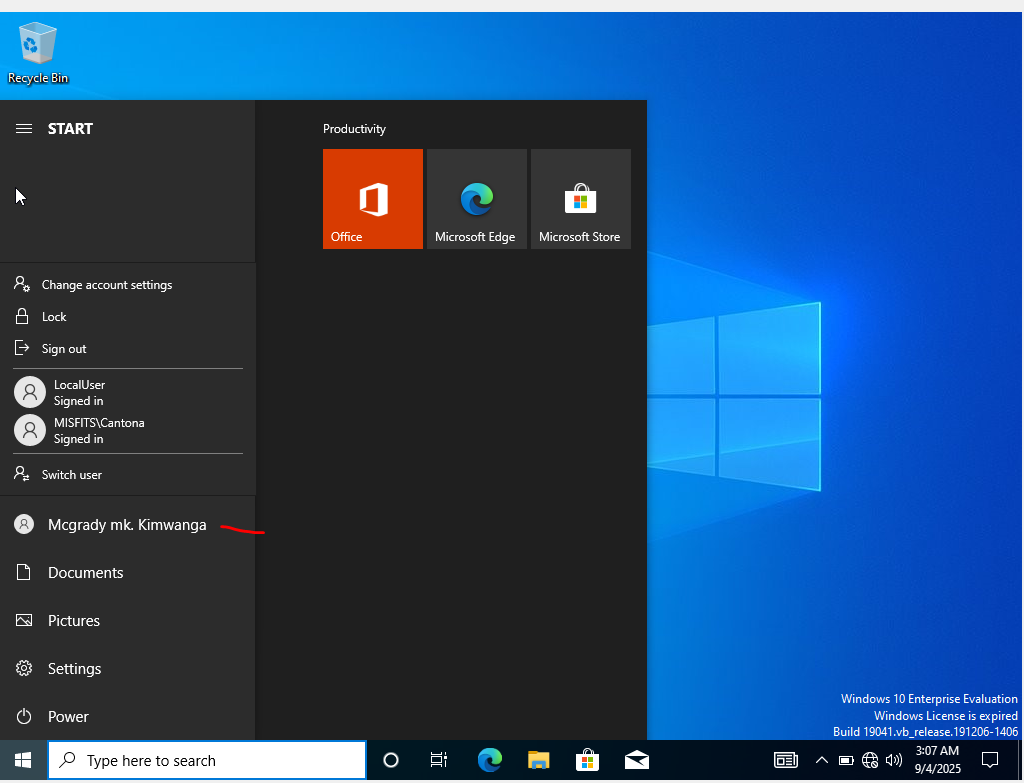 Recycle Bin
START
Productivity
Office
Microsoft Edge
Microsoft Store
Change account settings
Lock
Sign out
LocalUser
Signed in
MISFITS\Cantona
Signed in
Switch user
Mcgrady mk. Kimwanga
Documents
Pictures
Settings
Power
Windows 10 Enterprise Evaluation
Windows License is expired
Build 19041.vb_release.191206-1406
Type here to search
3:07 AM
9/4/2025